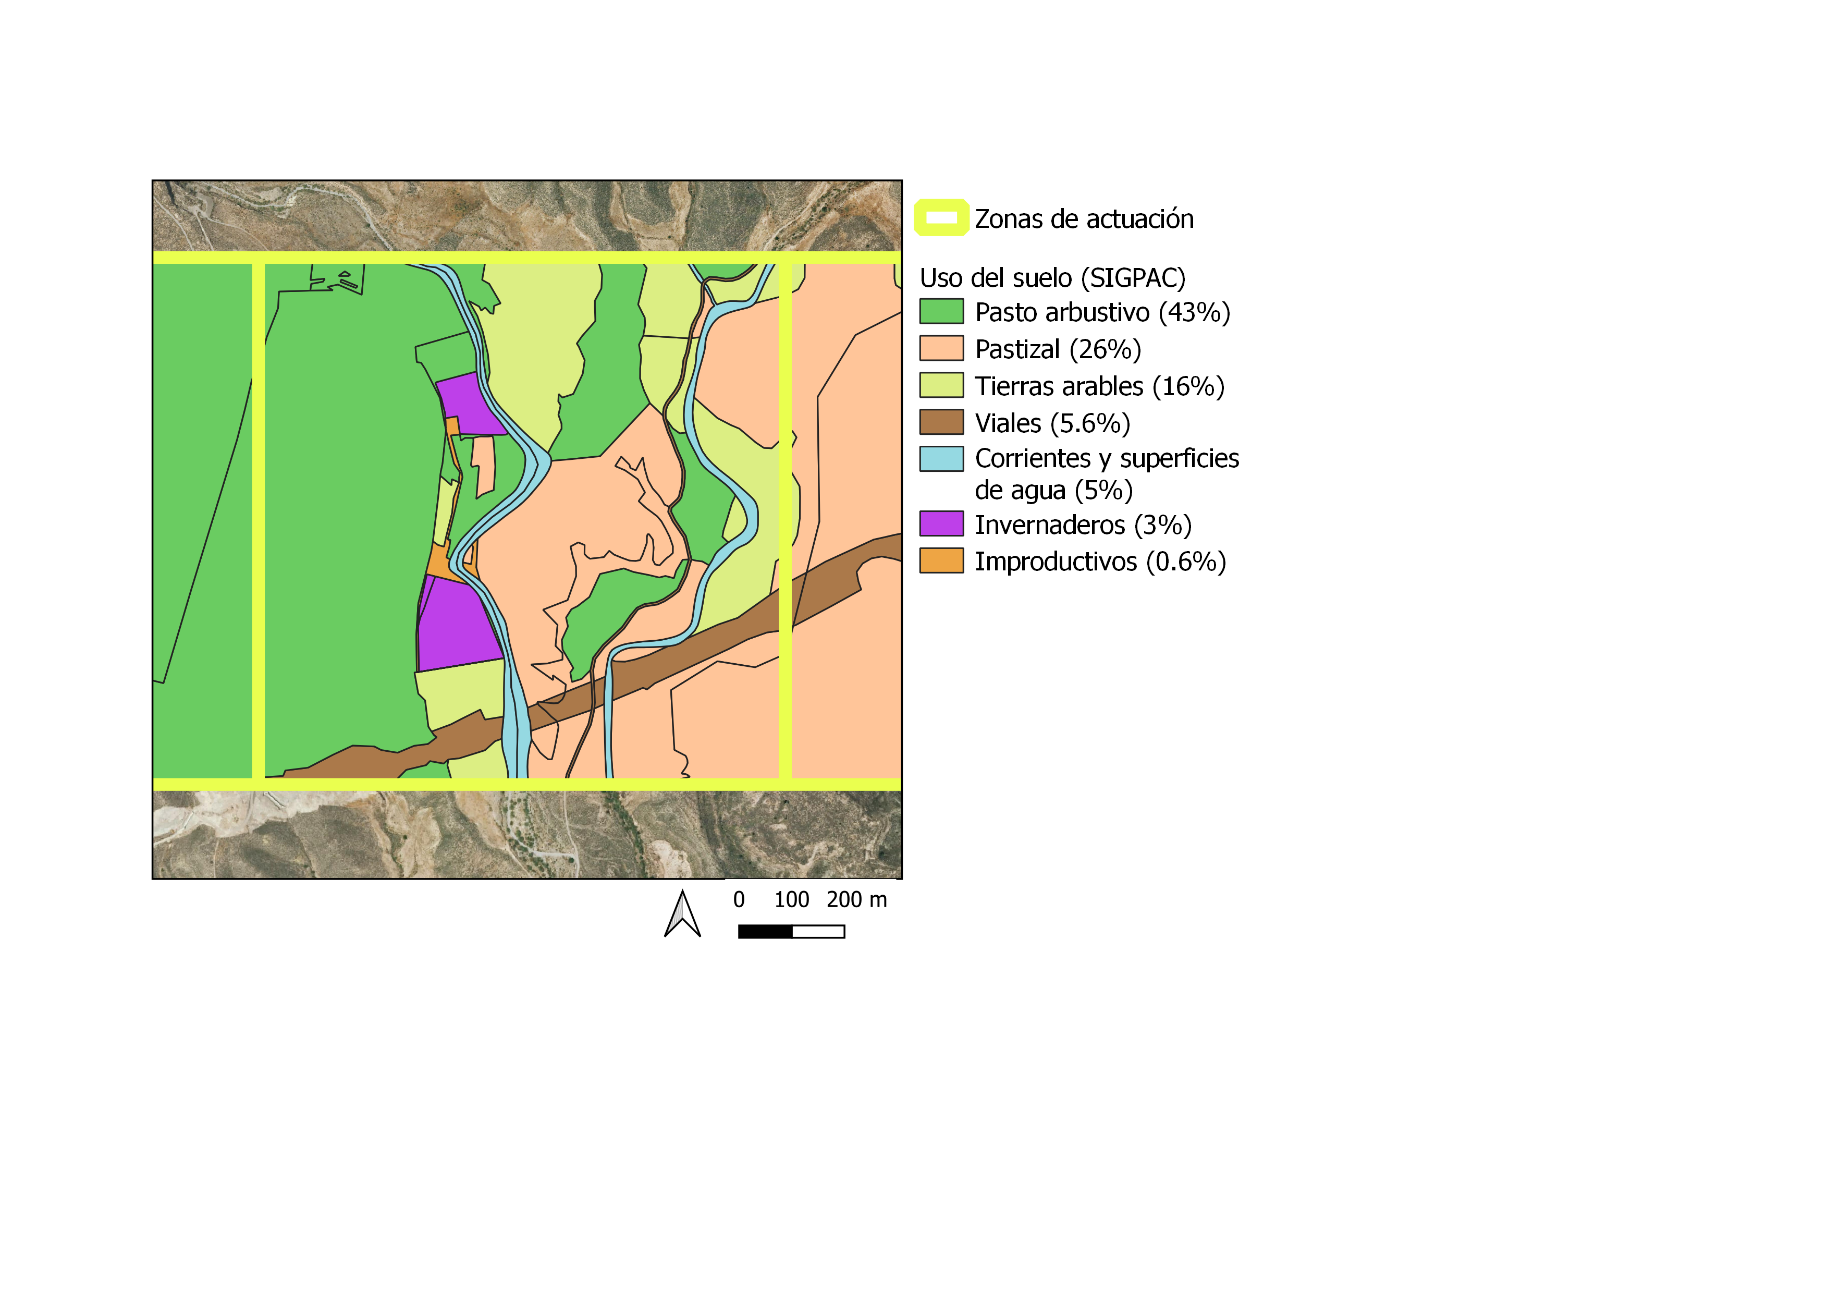 Zonas de actuación
Uso del suelo (SIGPAC)
Pasto arbustivo (43%)
Pastizal (26%)
Tierras arables (16%)
Viales (5.6%)
Corrientes y superficies
de agua (5%)
Invernaderos (3%)
Improductivos (0.6%)
0 100 200 m